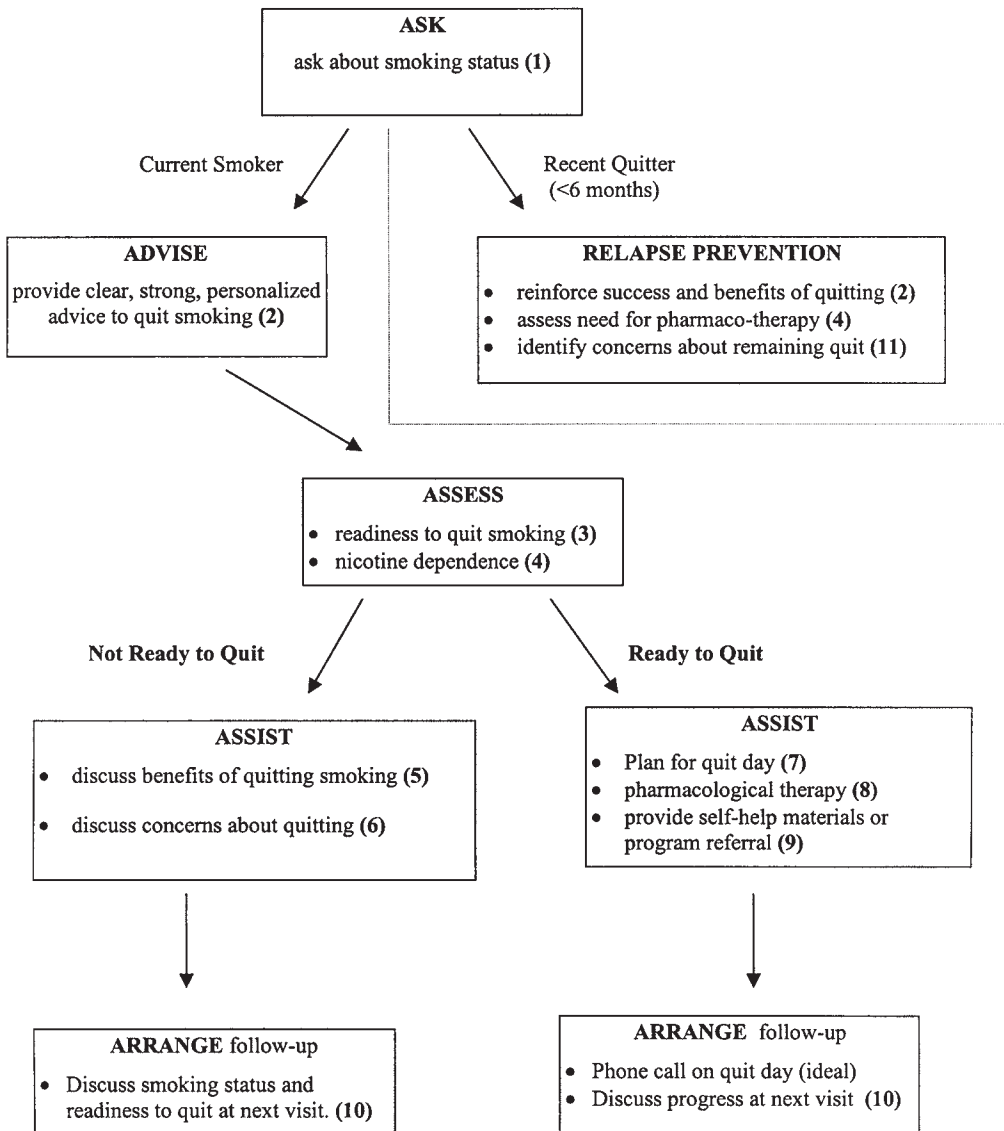 ASK
ask about smoking status (1)
Current Smoker
Recent Quitter
(<6 months)
ADVISE
provide clear, strong, personalized
advice to quit smoking (2)
RELAPSE PREVENTION
• reinforce success and benefits of quitting (2)
• assess need for pharmaco-therapy (4)
• identify concerns about remaining quit (11)
ASSESS
• readiness to quit smoking (3)
• nicotine dependence (4)
Not Ready to Quit
Ready to Quit
ASSIST
• discuss benefits of quitting smoking (5)
• discuss concerns about quitting (6)
ASSIST
• Plan for quit day (7)
• pharmacological therapy (8)
• provide self-help materials or
program referral (9)
ARRANGE follow-up
• Discuss smoking status and
readiness to quit at next visit. (10)
ARRANGE follow-up
• Phone call on quit day (ideal)
• Discuss progress at next visit (10)